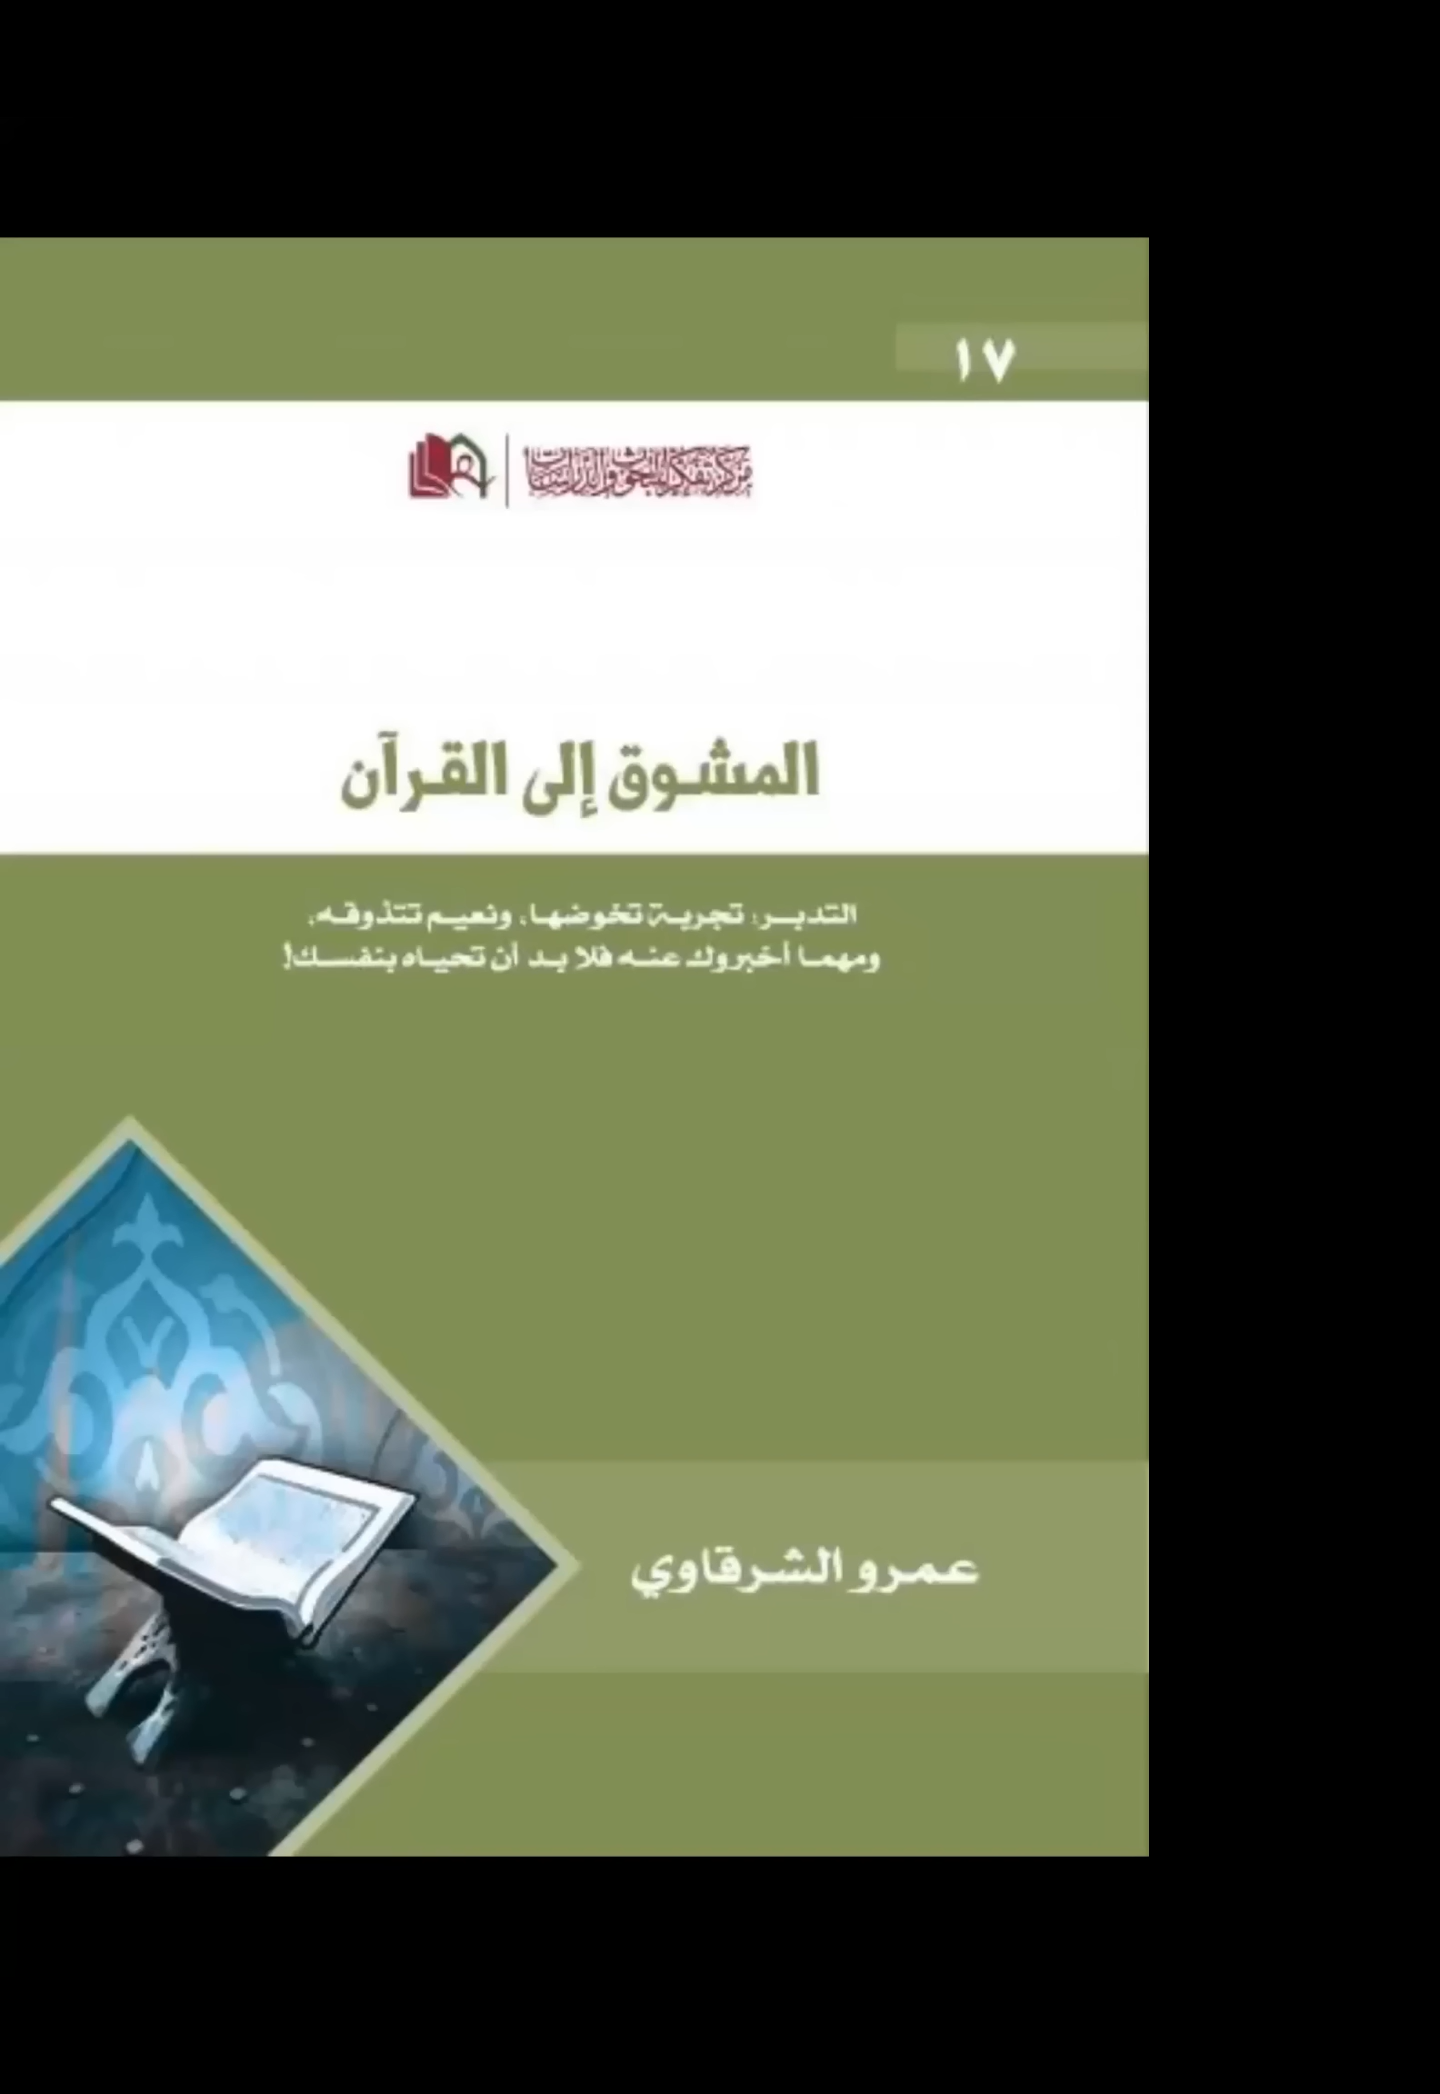 ١٧
مركز تفكر للبحوث والدراسات
المشوق إلى القرآن
التدبر؛ تجربة تخوضها، ونعيم تتذوقه،
ومهما أخبروك عنه فلا بد أن تحياه بنفسك!
عمرو الشرقاوي